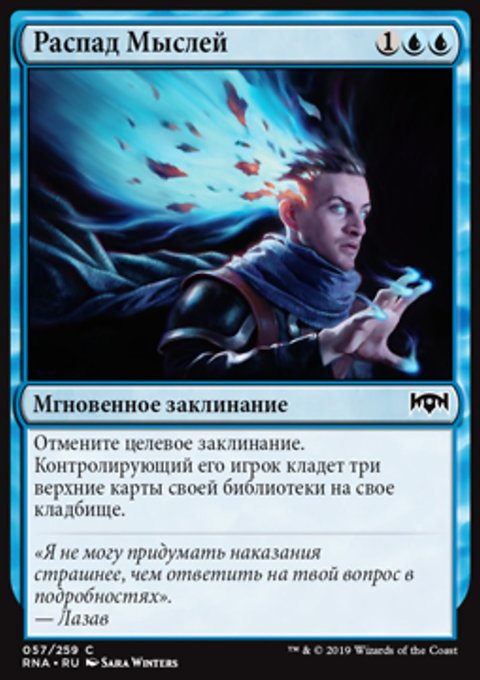 Распад Мыслей 1
Мгновенное заклинание
Отмените целевое заклинание.
Контролирующий его игрок кладет три
верхние карты своей библиотеки на свое
кладбище.
«Я не могу придумать наказания
страшнее, чем ответить на твой вопрос в
подробностях».
— Лазав
057/259 C
RNA • RU Sara Winters
™ & © 2019 Wizards of the Coast